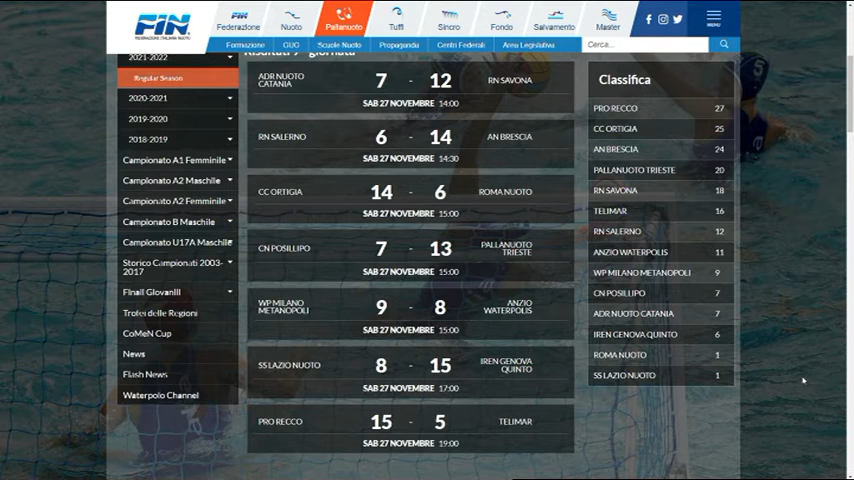 FIN
FEDERAZIONE ITALIANA NUOTO
FIN
Federazione
Nuoto
Pallanuoto
Tuffi
Sincro
Fondo
Salvamento
Master
MENU
Formazione
GUG
Scuole Nuoto
Propaganda
Centri Federali
Area Legislativa
Cerca...
2021-2022
Regular Season
2020-2021
2019-2020
2018-2019
Campionato A1 Femminile
Campionato A2 Maschile
Campionato A2 Femminile
Campionato B Maschile
Campionato U17A Maschile
Storico Campionati 2003-
2017
Finali Giovanili
Trofei delle Regioni
CoMeN Cup
News
Flash News
Waterpolo Channel
ADR NUOTO
CATANIA
7 - 12
RN SAVONA
SAB 27 NOVEMBRE 14:00
RN SALERNO
6 - 14
AN BRESCIA
SAB 27 NOVEMBRE 14:30
CC ORTIGIA
14 - 6
ROMA NUOTO
SAB 27 NOVEMBRE 15:00
CN POSILLIPO
7 - 13
PALLANUOTO
TRIESTE
SAB 27 NOVEMBRE 15:00
WP MILANO
METANOPOLI
9 - 8
ANZIO
WATERPOLIS
SAB 27 NOVEMBRE 15:00
SS LAZIO NUOTO
8 - 15
IREN GENOVA
QUINTO
SAB 27 NOVEMBRE 17:00
PRO RECCO
15 - 5
TELIMAR
SAB 27 NOVEMBRE 19:00
Classifica
PRO RECCO 27
CC ORTIGIA 25
AN BRESCIA 24
PALLANUOTO TRIESTE 20
RN SAVONA 18
TELIMAR 16
RN SALERNO 12
ANZIO WATERPOLIS 11
WP MILANO METANOPOLI 9
CN POSILLIPO 7
ADR NUOTO CATANIA 7
IREN GENOVA QUINTO 6
ROMA NUOTO 1
SS LAZIO NUOTO 1